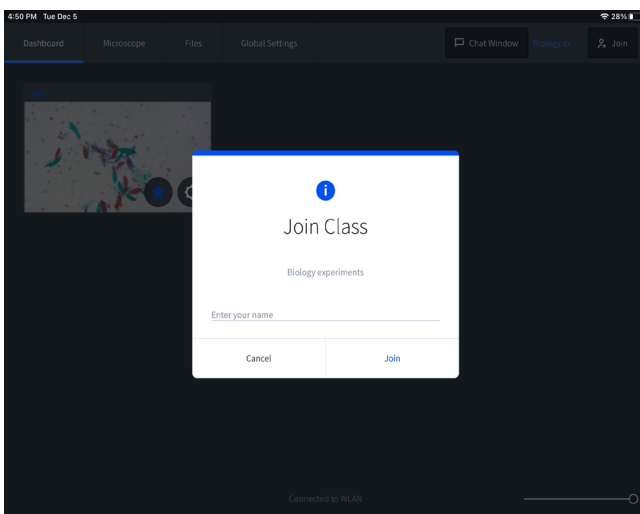 4:50 PM Tue Dec 5
28%
Dashboard
Microscope
Files
Global Settings
Chat Window
Biology ex...
Join
Join Class
Biology experiments
Enter your name
Cancel
Join
Connected to WLAN